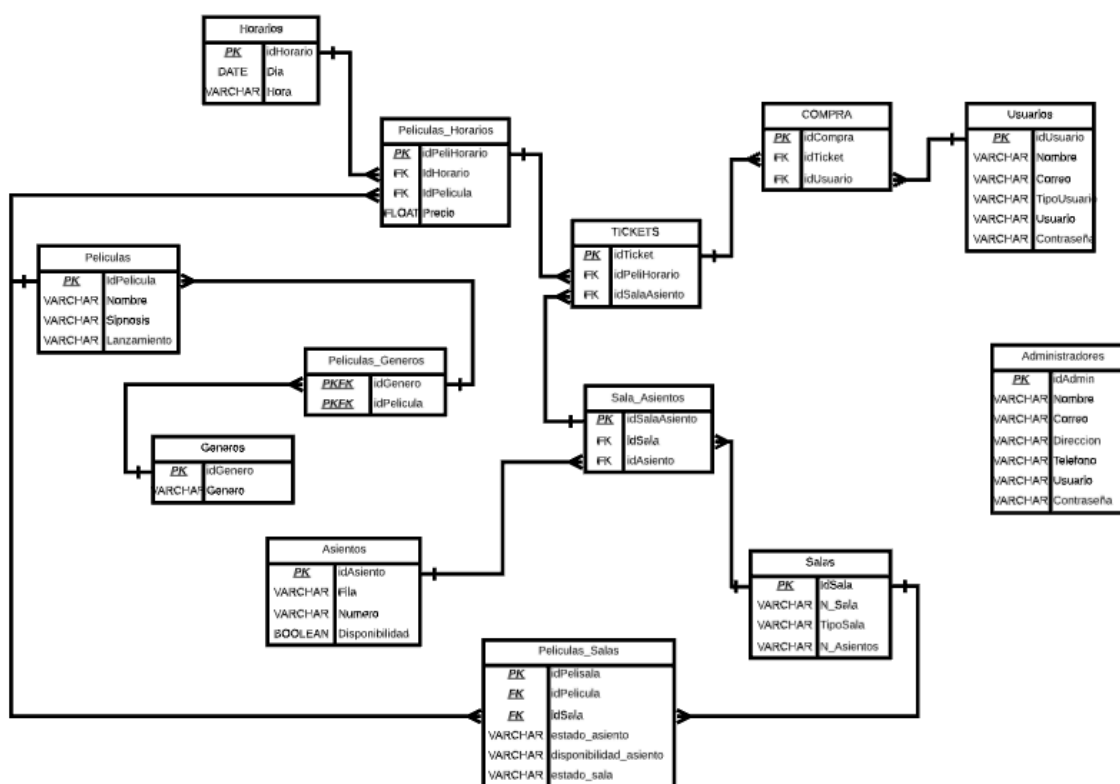 Horarios
PK idHorario
DATE Dia
VARCHAR Hora
Peliculas_Horarios
PK idPeliHorario
FK IdHorario
FK IdPelicula
FLOAT Precio
COMPRA
PK idCompra
FK idTicket
FK idUsuario
Usuarios
PK idUsuario
VARCHAR Nombre
VARCHAR Correo
VARCHAR TipoUsuario
VARCHAR Usuario
VARCHAR Contraseña
TICKETS
PK idTicket
FK idPeliHorario
FK idSalaAsiento
Peliculas
PK IdPelicula
VARCHAR Nombre
VARCHAR Sipnosis
VARCHAR Lanzamiento
Peliculas_Generos
PKFK idGenero
PKFK idPelicula
Generos
PK idGenero
VARCHAR Genero
Sala_Asientos
PK idSalaAsiento
FK idSala
FK idAsiento
Administradores
PK idAdmin
VARCHAR Nombre
VARCHAR Correo
VARCHAR Direccion
VARCHAR Telefono
VARCHAR Usuario
VARCHAR Contraseña
Asientos
PK idAsiento
VARCHAR Fila
VARCHAR Numero
BOOLEAN Disponibilidad
Salas
PK IdSala
VARCHAR N_Sala
VARCHAR TipoSala
VARCHAR N_Asientos
Peliculas_Salas
PK idPelisala
FK idPelicula
FK idSala
VARCHAR estado_asiento
VARCHAR disponibilidad_asiento
VARCHAR estado_sala